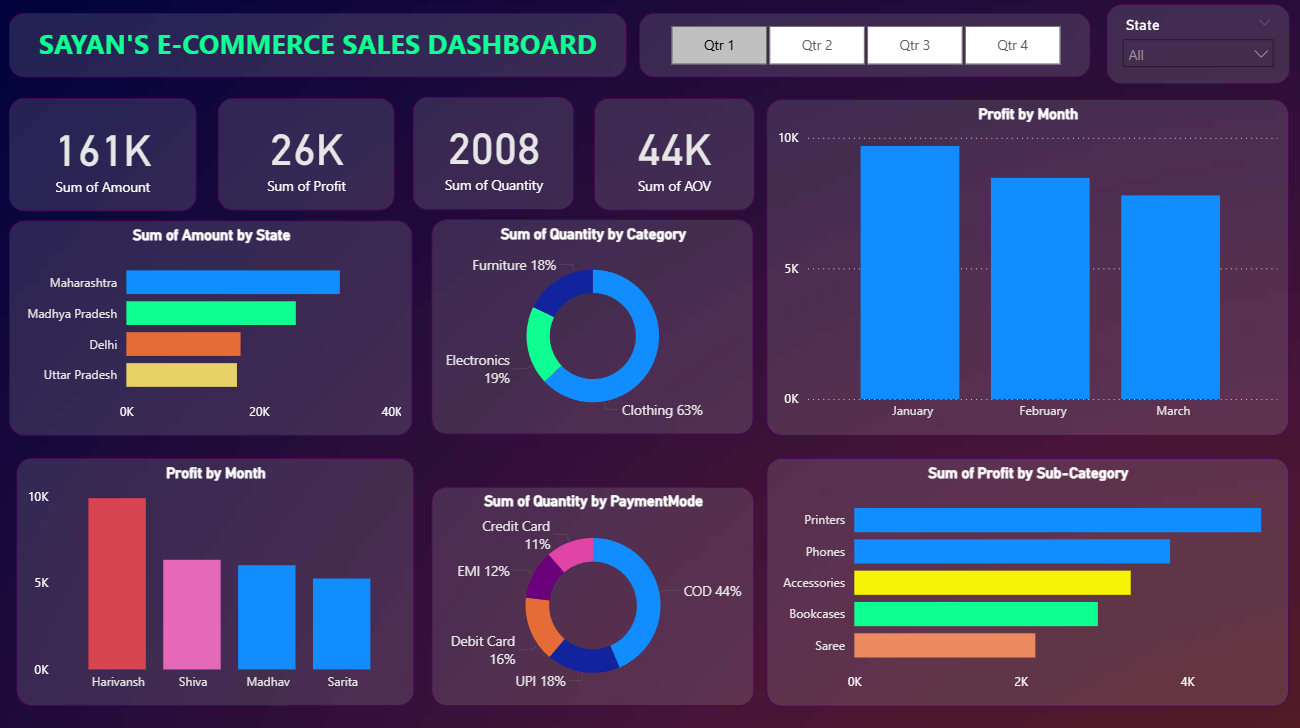 SAYAN'S E-COMMERCE SALES DASHBOARD
Qtr 1
Qtr 2
Qtr 3
Qtr 4
State
All
161K
Sum of Amount
26K
Sum of Profit
2008
Sum of Quantity
44K
Sum of AOV
Profit by Month
10K
5K
0K
January
February
March
Sum of Amount by State
Maharashtra
Madhya Pradesh
Delhi
Uttar Pradesh
0K
20K
40K
Sum of Quantity by Category
Furniture 18%
Electronics
19%
Clothing 63%
Profit by Month
10K
5K
0K
Harivansh
Shiva
Madhav
Sarita
Sum of Quantity by PaymentMode
Credit Card
11%
EMI 12%
COD 44%
Debit Card
16%
UPI 18%
Sum of Profit by Sub-Category
Printers
Phones
Accessories
Bookcases
Saree
0K
2K
4K